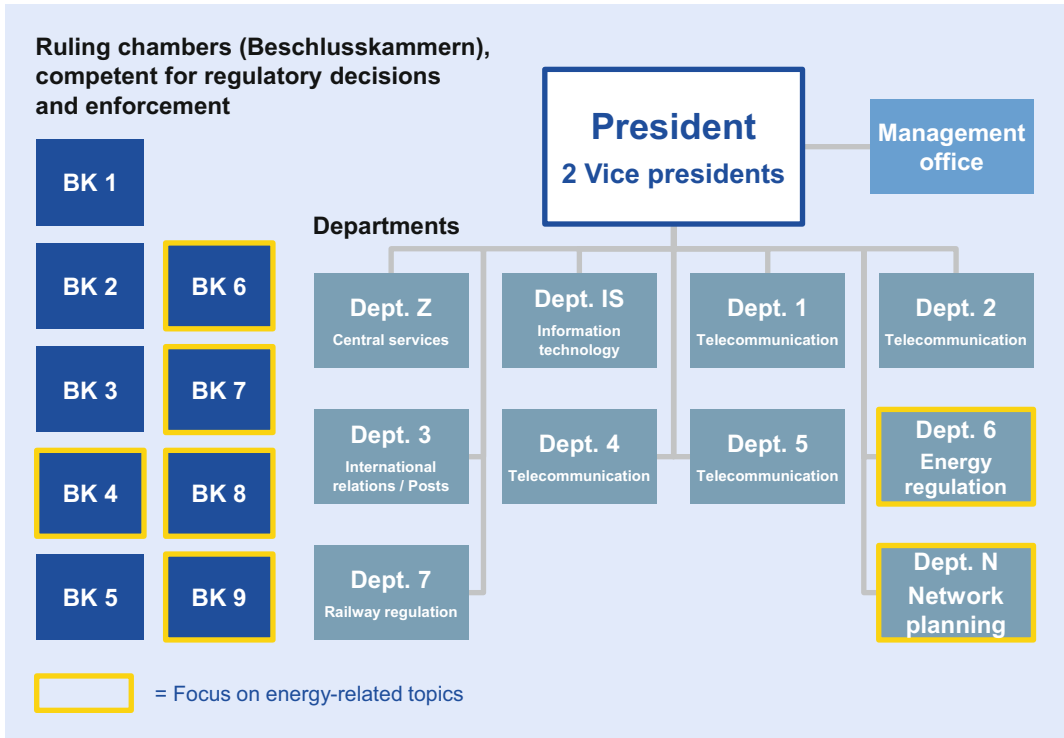 Ruling chambers (Beschlusskammern),
competent for regulatory decisions
and enforcement
BK 1
BK 2
BK 6
BK 3
BK 7
BK 4
BK 8
BK 5
BK 9
President
2 Vice presidents
Management
office
Departments
Dept. Z
Central services
Dept. IS
Information
technology
Dept. 1
Telecommunication
Dept. 2
Telecommunication
Dept. 3
International
relations / Posts
Dept. 4
Telecommunication
Dept. 5
Telecommunication
Dept. 6
Energy
regulation
Dept. 7
Railway regulation
Dept. N
Network
planning
= Focus on energy-related topics